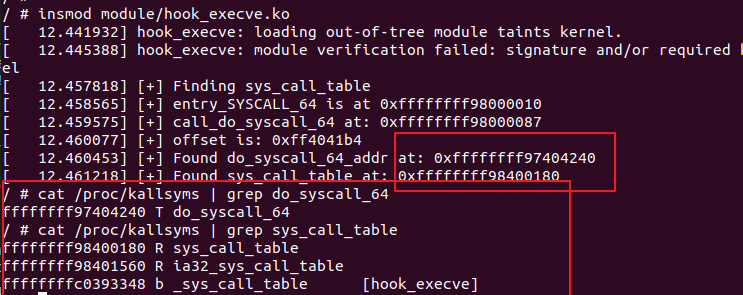 / #
/ # insmod module/hook_execve.ko
[   12.441932] hook_execve: loading out-of-tree module taints kernel.
[   12.445388] hook_execve: module verification failed: signature and/or required
el
[   12.457818] [+] Finding sys_call_table
[   12.458565] [+] entry_SYSCALL_64 is at 0xffffffff98000010
[   12.459575] [+] call_do_syscall_64 at: 0xffffffff98000087
[   12.460077] [+] offset is: 0xff4041b4
[   12.460453] [+] Found do_syscall_64_addr at: 0xffffffff97404240
[   12.461218] [+] Found sys_call_table at: 0xffffffff98400180
/ # cat /proc/kallsyms | grep do_syscall_64
ffffffff97404240 T do_syscall_64
/ # cat /proc/kallsyms | grep sys_call_table
ffffffff98400180 R sys_call_table
ffffffff98401560 R ia32_sys_call_table
ffffffffc0393348 b _sys_call_table      [hook_execve]